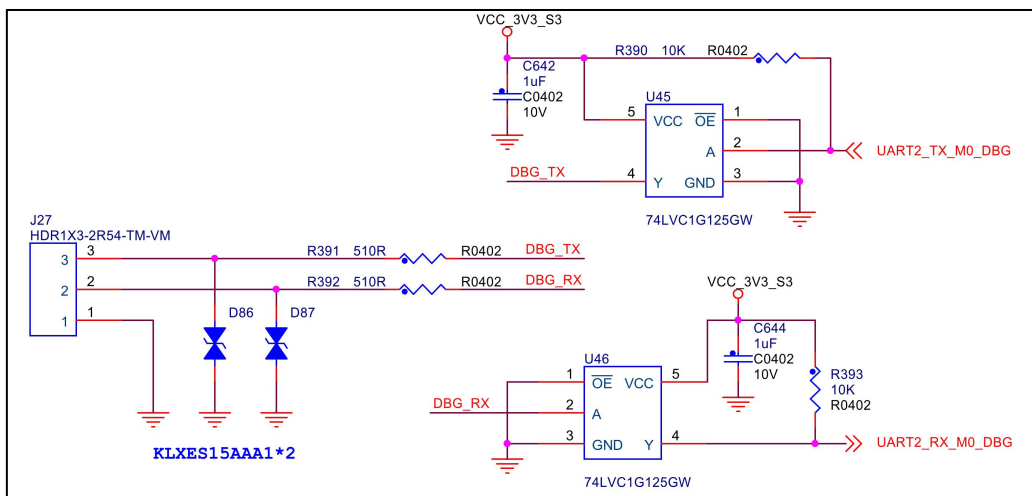 VCC_3V3_S3
R390 10K R0402
C642
1uF
C0402
10V
U45
5 VCC OE 1
A 2
UART2_TX_M0_DBG
DBG_TX
4 Y GND 3
74LVC1G125GW
J27
HDR1X3-2R54-TM-VM
3 3
R391 510R R0402 DBG_TX
2 2
R392 510R R0402 DBG_RX
1 1
D86 D87
KLXES15AAA1*2
VCC_3V3_S3
C644
1uF
C0402
10V
U46
1 OE VCC 5
R393
10K
R0402
DBG_RX
2 A
3 GND Y 4
UART2_RX_M0_DBG
74LVC1G125GW